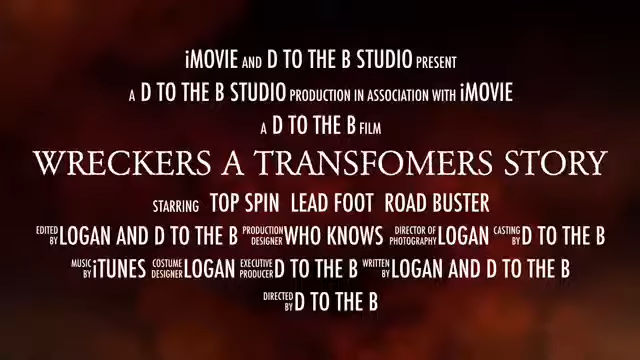 iMOVIE AND D TO THE B STUDIO PRESENT
A D TO THE B STUDIO PRODUCTION IN ASSOCIATION WITH iMOVIE
A D TO THE B FILM
WRECKERS A TRANSFOMERS STORY
STARRING TOP SPIN LEAD FOOT ROAD BUSTER
EDITED BY LOGAN AND D TO THE B PRODUCTION DESIGNER WHO KNOWS DIRECTOR OF PHOTOGRAPHY LOGAN CASTING BY D TO THE B
MUSIC BY iTUNES COSTUME DESIGNER LOGAN EXECUTIVE PRODUCER D TO THE B WRITTEN BY LOGAN AND D TO THE B
DIRECTED BY D TO THE B